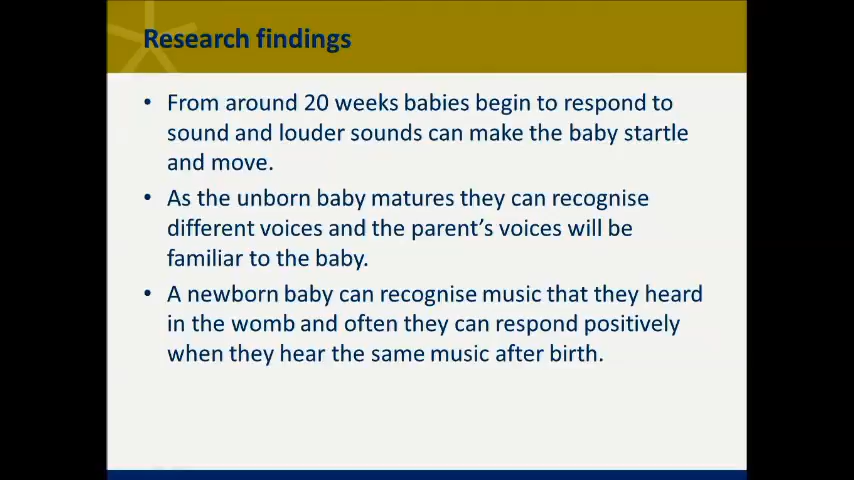 Research findings
• From around 20 weeks babies begin to respond to
sound and louder sounds can make the baby startle
and move.
• As the unborn baby matures they can recognise
different voices and the parent's voices will be
familiar to the baby.
• A newborn baby can recognise music that they heard
in the womb and often they can respond positively
when they hear the same music after birth.